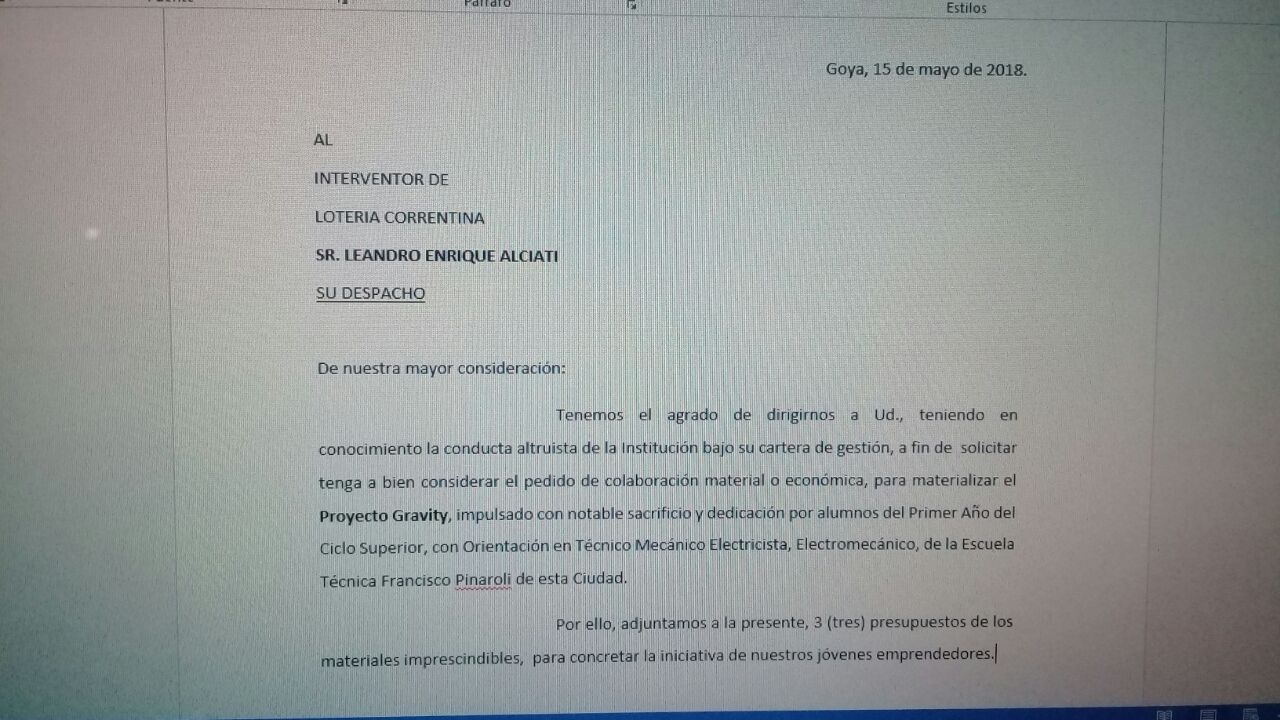 Párrafo
Estilos
Goya, 15 de mayo de 2018.
AL
INTERVENTOR DE
LOTERIA CORRENTINA
SR. LEANDRO ENRIQUE ALCIATI
SU DESPACHO
De nuestra mayor consideración:
Tenemos el agrado de dirigirnos a Ud., teniendo en
conocimiento la conducta altruista de la Institución bajo su cartera de gestión, a fin de solicitar
tenga a bien considerar el pedido de colaboración material o económica, para materializar el
Proyecto Gravity, impulsado con notable sacrificio y dedicación por alumnos del Primer Año del
Ciclo Superior, con Orientación en Técnico Mecánico Electricista, Electromecánico, de la Escuela
Técnica Francisco Pinaroli de esta Ciudad.
Por ello, adjuntamos a la presente, 3 (tres) presupuestos de los
materiales imprescindibles, para concretar la iniciativa de nuestros jóvenes emprendedores.